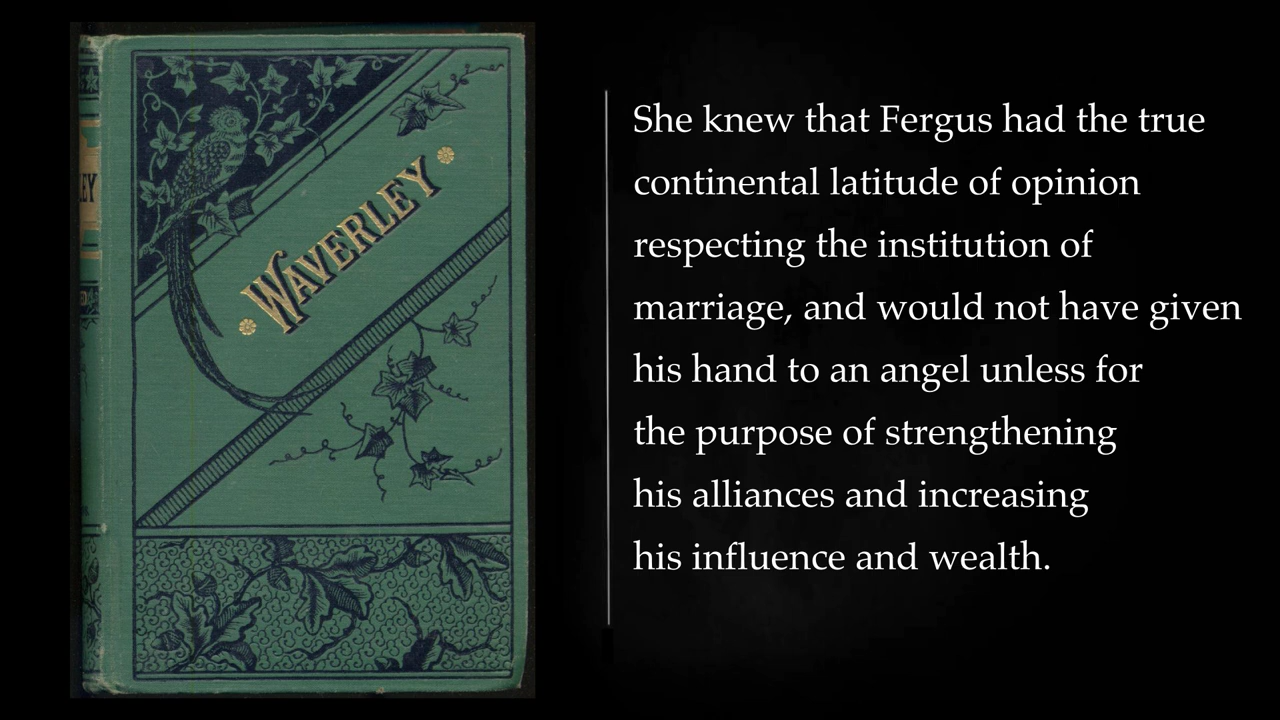 WAVERLEY
EY
She knew that Fergus had the true
continental latitude of opinion
respecting the institution of
marriage, and would not have given
his hand to an angel unless for
the purpose of strengthening
his alliances and increasing
his influence and wealth.